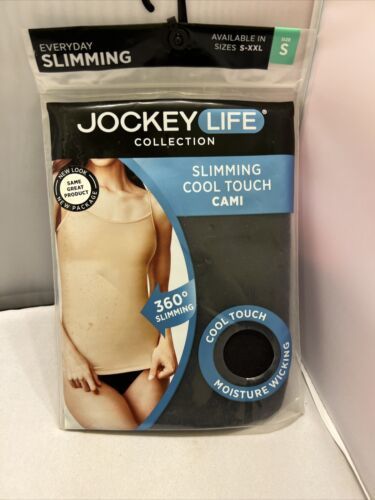 EVERYDAY
SLIMMING
AVAILABLE IN
SIZES S-XXL
SIZE
S
JOCKEY LIFE®
COLLECTION
NEW LOOK
SAME
GREAT
PRODUCT
NEW PACKAGE
SLIMMING
COOL TOUCH
CAMI
360°
SLIMMING
COOL TOUCH
MOISTURE WICKING